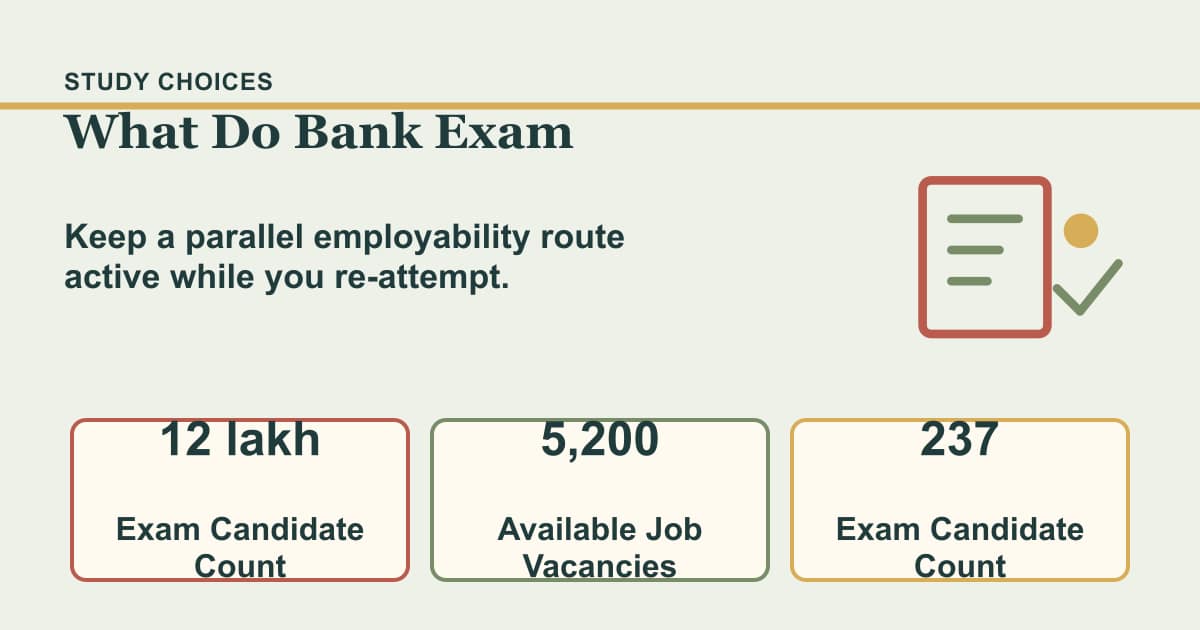 STUDY CHOICES
What Do Bank Exam
Keep a parallel employability route
active while you re-attempt.
12 lakh
Exam Candidate
Count
5,200
Available Job
Vacancies
237
Exam Candidate
Count